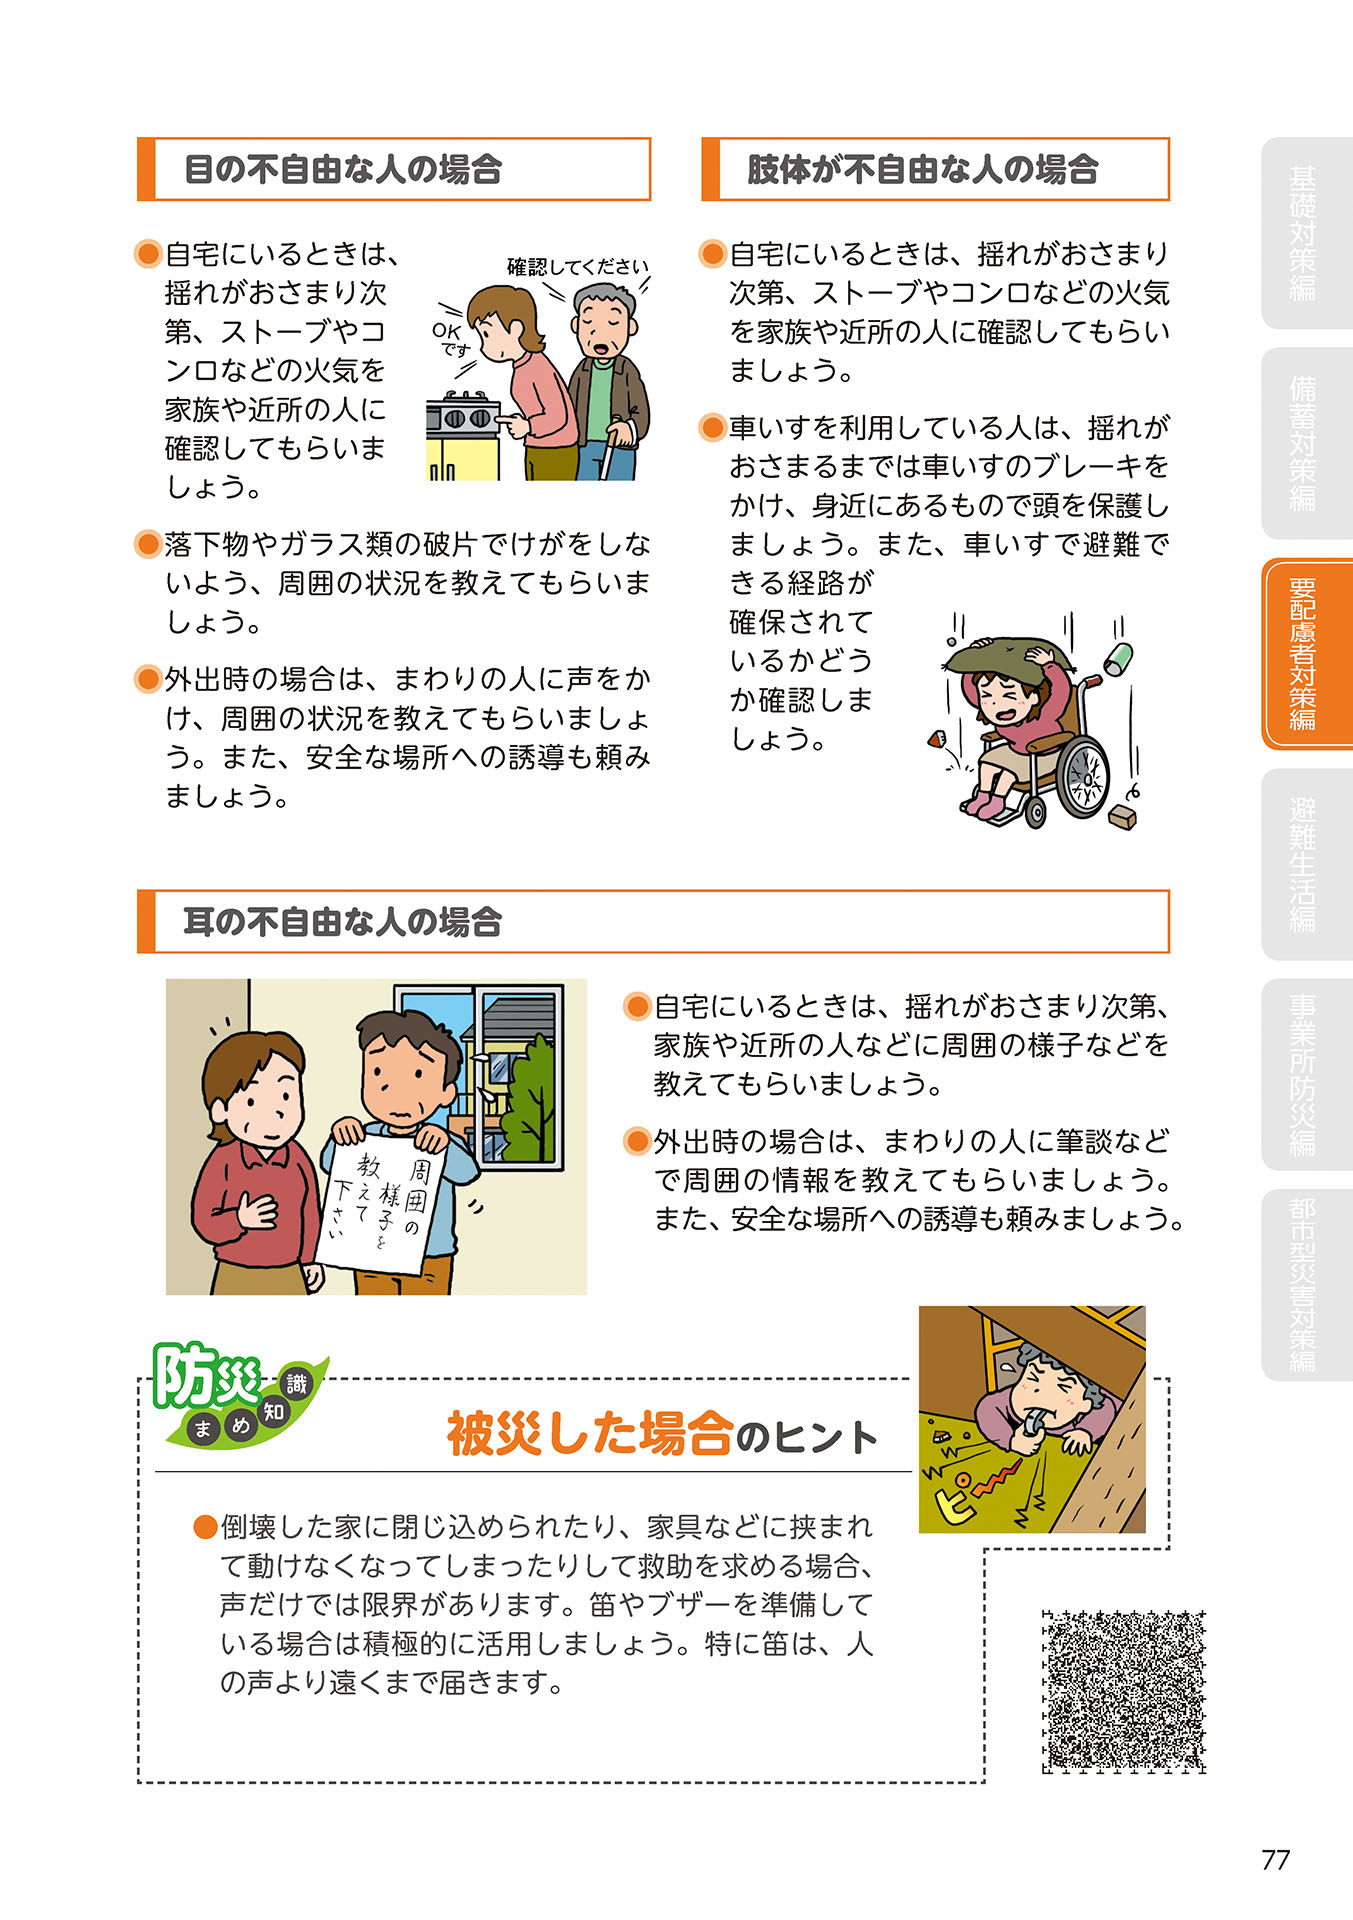 目の不自由な人の場合
自宅にいるときは、
揺れがおさまり次
第、ストーブやコ
ンロなどの火気を
家族や近所の人に
確認してもらいま
しょう。
確認してください
OK
です
落下物やガラス類の破片でけがをしな
いよう、周囲の状況を教えてもらいま
しょう。
外出時の場合は、まわりの人に声をか
け、周囲の状況を教えてもらいましょ
う。また、安全な場所への誘導も頼み
ましょう。
肢体が不自由な人の場合
自宅にいるときは、揺れがおさまり
次第、ストーブやコンロなどの火気
を家族や近所の人に確認してもらい
ましょう。
車いすを利用している人は、揺れが
おさまるまでは車いすのブレーキを
かけ、身近にあるもので頭を保護し
ましょう。また、車いすで避難で
きる経路が
確保されて
いるかどう
か確認しま
しょう。
耳の不自由な人の場合
周囲の
様子を
教えて
下さい
自宅にいるときは、揺れがおさまり次第、
家族や近所の人などに周囲の様子などを
教えてもらいましょう。
外出時の場合は、まわりの人に筆談など
で周囲の情報を教えてもらいましょう。
また、安全な場所への誘導も頼みましょう。
防災
まめ知識
被災した場合のヒント
ピー
倒壊した家に閉じ込められたり、家具などに挟まれ
て動けなくなってしまったりして救助を求める場合、
声だけでは限界があります。笛やブザーを準備して
いる場合は積極的に活用しましょう。特に笛は、人
の声より遠くまで届きます。
基礎対策編
備蓄対策編
要配慮者対策編
避難生活編
事業所防災編
都市型災害対策編
77